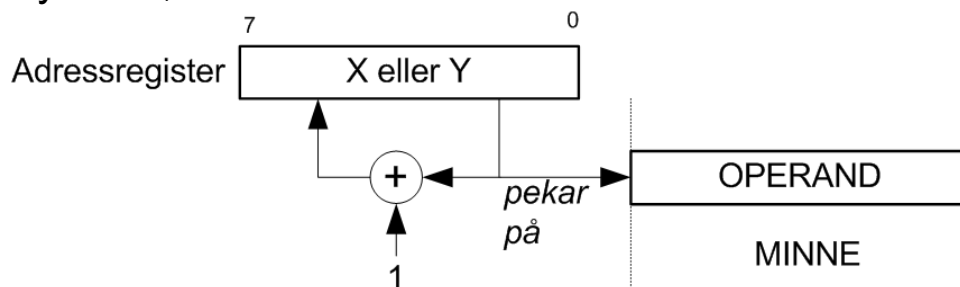 7 0
Adressregister X eller Y
+ pekar OPERAND
på
MINNE
1